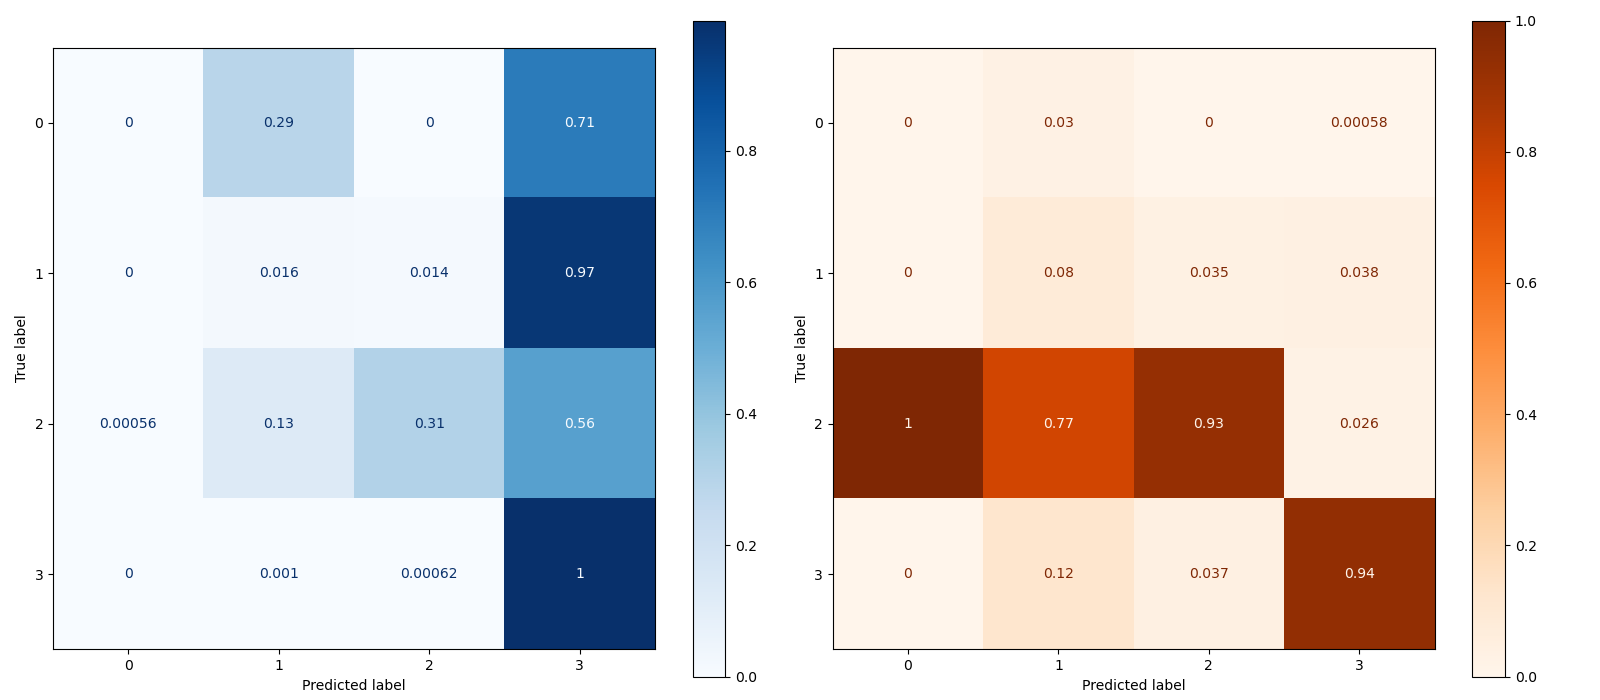 0 0 0.29 0 0.71
1 0 0.016 0.014 0.97
2 0.00056 0.13 0.31 0.56
3 0 0.001 0.00062 1
0 1 2 3
True label
Predicted label
0.8
0.6
0.4
0.2
0.0
0 0 0.03 0 0.00058
1 0 0.08 0.035 0.038
2 1 0.77 0.93 0.026
3 0 0.12 0.037 0.94
0 1 2 3
True label
Predicted label
1.0
0.8
0.6
0.4
0.2
0.0